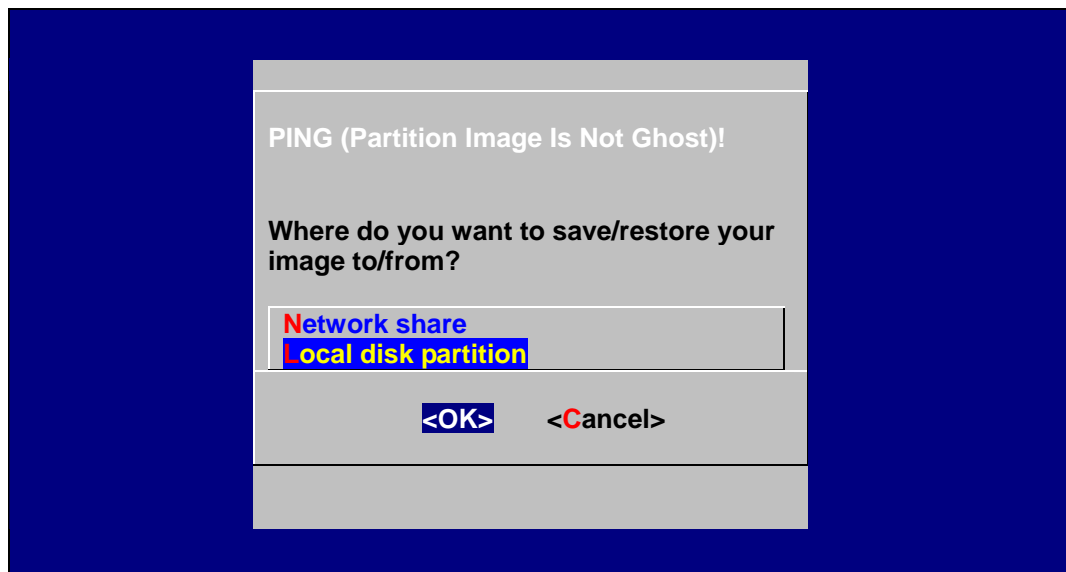 PING (Partition Image Is Not Ghost)!
Where do you want to save/restore your
image to/from?
Network share
Local disk partition
<OK> <Cancel>